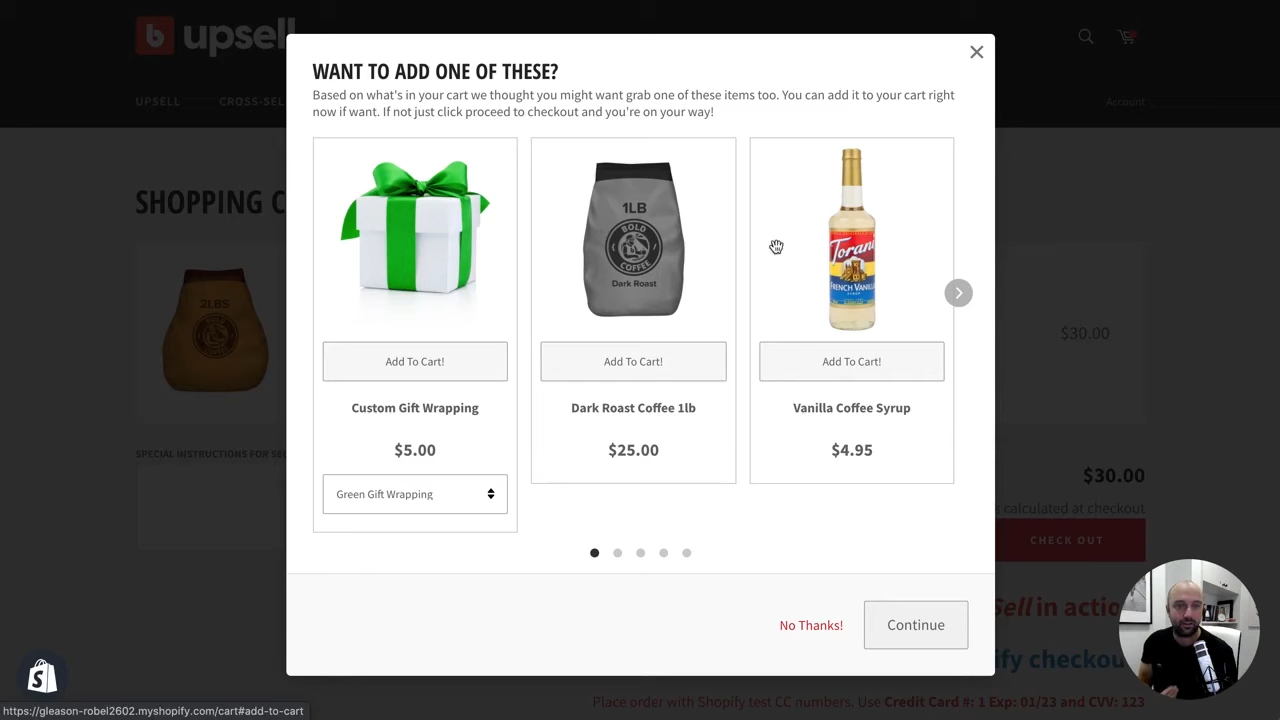 b upsell
UPSELL
CROSS-SEL
Account
WANT TO ADD ONE OF THESE?
Based on what's in your cart we thought you might want grab one of these items too. You can add it to your cart right
now if want. If not just click proceed to checkout and you're on your way!
SHOPPING C
2LBS
$30.00
SPECIAL INSTRUCTIONS FOR SE
1LB
BOLD
COFFEE
Dark Roast
Torani
FRENCH VANILLA
SYRUP
Add To Cart!
Add To Cart!
Add To Cart!
Custom Gift Wrapping
Dark Roast Coffee 1lb
Vanilla Coffee Syrup
$5.00
$25.00
$4.95
Green Gift Wrapping
$30.00
s calculated at checkout
CHECK OUT
No Thanks!
Continue
Sell in actio
ify checkou
Place order with Shopify test CC numbers. Use Credit Card #: 1 Exp: 01/23 and CVV: 123
https://gleason-robel2602.myshopify.com/cart#add-to-cart